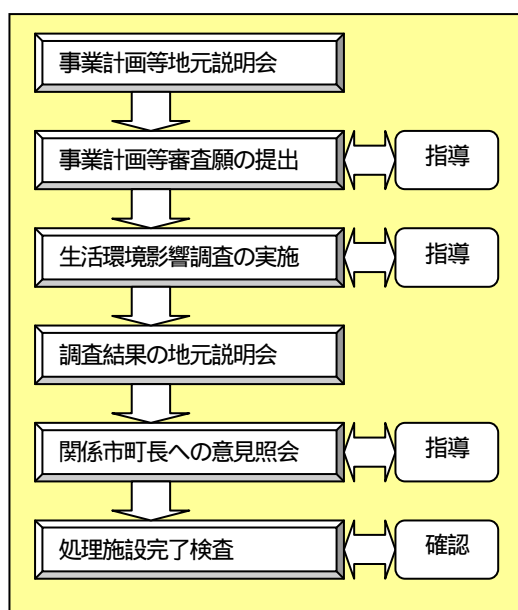 事業計画等地元説明会
事業計画等審査願の提出
指導
生活環境影響調査の実施
指導
調査結果の地元説明会
関係市町長への意見照会
指導
処理施設完了検査
確認